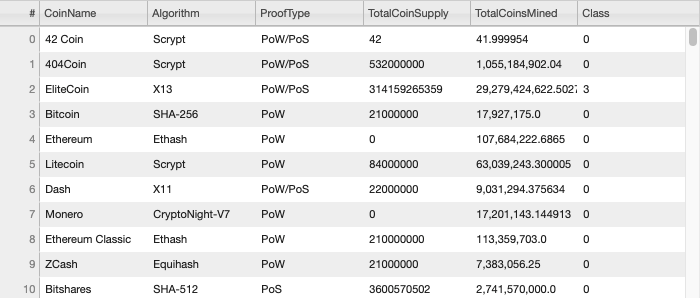 # CoinName Algorithm ProofType TotalCoinSupply TotalCoinsMined Class
0 42 Coin Scrypt PoW/PoS 42 41.999954 0
1 404Coin Scrypt PoW/PoS 532000000 1,055,184,902.04 0
2 EliteCoin X13 PoW/PoS 314159265359 29,279,424,622.5027 3
3 Bitcoin SHA-256 PoW 21000000 17,927,175.0 0
4 Ethereum Ethash PoW 0 107,684,222.6865 0
5 Litecoin Scrypt PoW 84000000 63,039,243.300005 0
6 Dash X11 PoW/PoS 22000000 9,031,294.375634 0
7 Monero CryptoNight-V7 PoW 0 17,201,143.144913 0
8 Ethereum Classic Ethash PoW 210000000 113,359,703.0 0
9 ZCash Equihash PoW 21000000 7,383,056.25 0
10 Bitshares SHA-512 PoS 3600570502 2,741,570,000.0 0